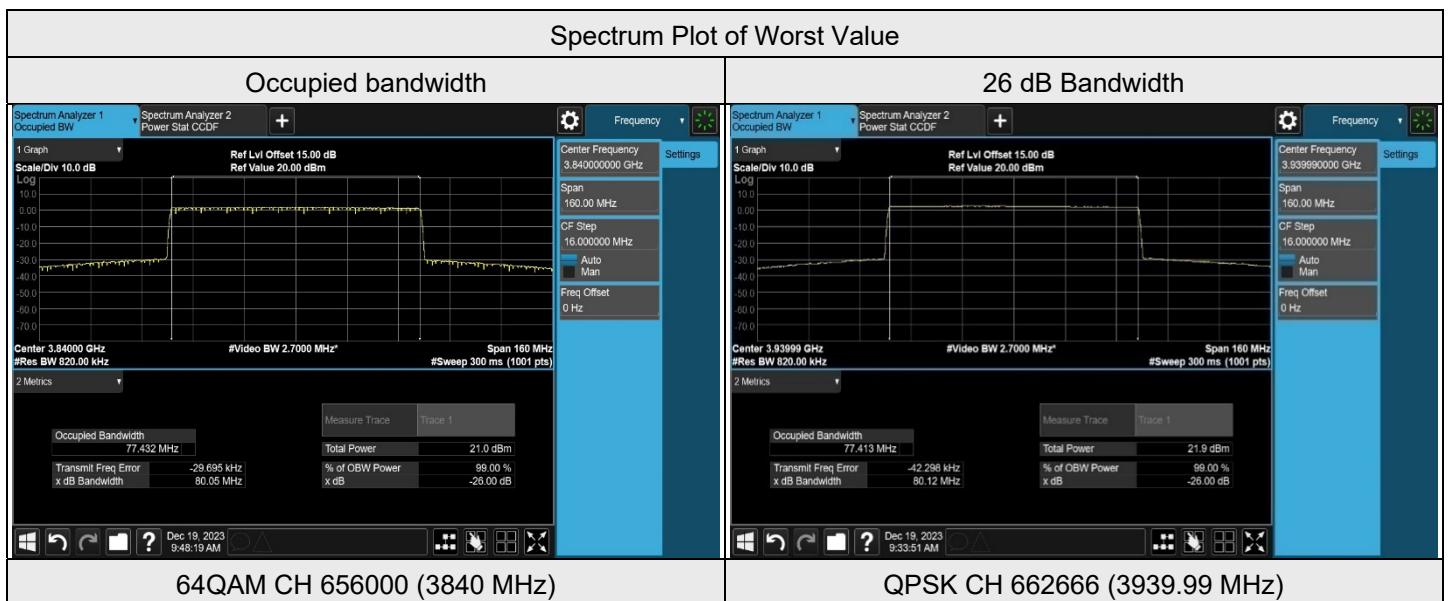 Spectrum Plot of Worst Value
Occupied bandwidth
26 dB Bandwidth
Spectrum Analyzer 1
Occupied BW
Spectrum Analyzer 2
Power Stat CCDF
+
Frequency
1 Graph
Scale/Div 10.0 dB
Ref Lvl Offset 15.00 dB
Ref Value 20.00 dBm
Log
10.0
0.00
-10.0
-20.0
-30.0
-40.0
-50.0
-60.0
-70.0
Center 3.84000 GHz
#Res BW 820.00 kHz
#Video BW 2.7000 MHz*
Span 160 MHz
#Sweep 300 ms (1001 pts)
Center Frequency
3.840000000 GHz
Settings
Span
160.00 MHz
CF Step
16.000000 MHz
Auto
Man
Freq Offset
0 Hz
2 Metrics
Measure Trace Trace 1
Occupied Bandwidth
77.432 MHz
Total Power 21.0 dBm
Transmit Freq Error -29.695 kHz
% of OBW Power 99.00 %
x dB Bandwidth 80.05 MHz
x dB -26.00 dB
?
Dec 19, 2023
9:48:19 AM
Spectrum Analyzer 1
Occupied BW
Spectrum Analyzer 2
Power Stat CCDF
+
Frequency
1 Graph
Scale/Div 10.0 dB
Ref Lvl Offset 15.00 dB
Ref Value 20.00 dBm
Log
10.0
0.00
-10.0
-20.0
-30.0
-40.0
-50.0
-60.0
-70.0
Center 3.93999 GHz
#Res BW 820.00 kHz
#Video BW 2.7000 MHz*
Span 160 MHz
#Sweep 300 ms (1001 pts)
Center Frequency
3.939990000 GHz
Settings
Span
160.00 MHz
CF Step
16.000000 MHz
Auto
Man
Freq Offset
0 Hz
2 Metrics
Measure Trace Trace 1
Occupied Bandwidth
77.413 MHz
Total Power 21.9 dBm
Transmit Freq Error -42.298 kHz
% of OBW Power 99.00 %
x dB Bandwidth 80.12 MHz
x dB -26.00 dB
?
Dec 19, 2023
9:33:51 AM
64QAM CH 656000 (3840 MHz)
QPSK CH 662666 (3939.99 MHz)